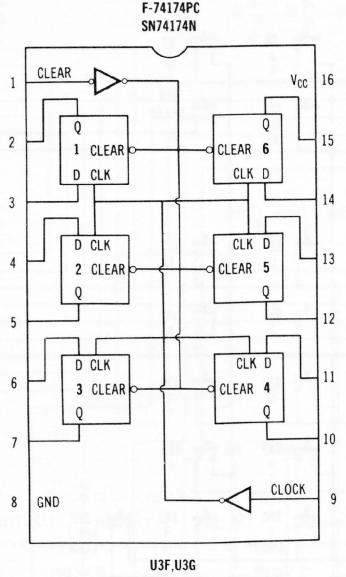 F-74174PC
SN74174N
1 CLEAR VCC 16
2 Q Q 15
1 CLEAR CLEAR 6
3 D CLK CLK D 14
4 D CLK CLK D 13
2 CLEAR CLEAR 5
5 Q Q 12
6 D CLK CLK D 11
3 CLEAR CLEAR 4
7 Q Q 10
8 GND CLOCK 9
U3F,U3G